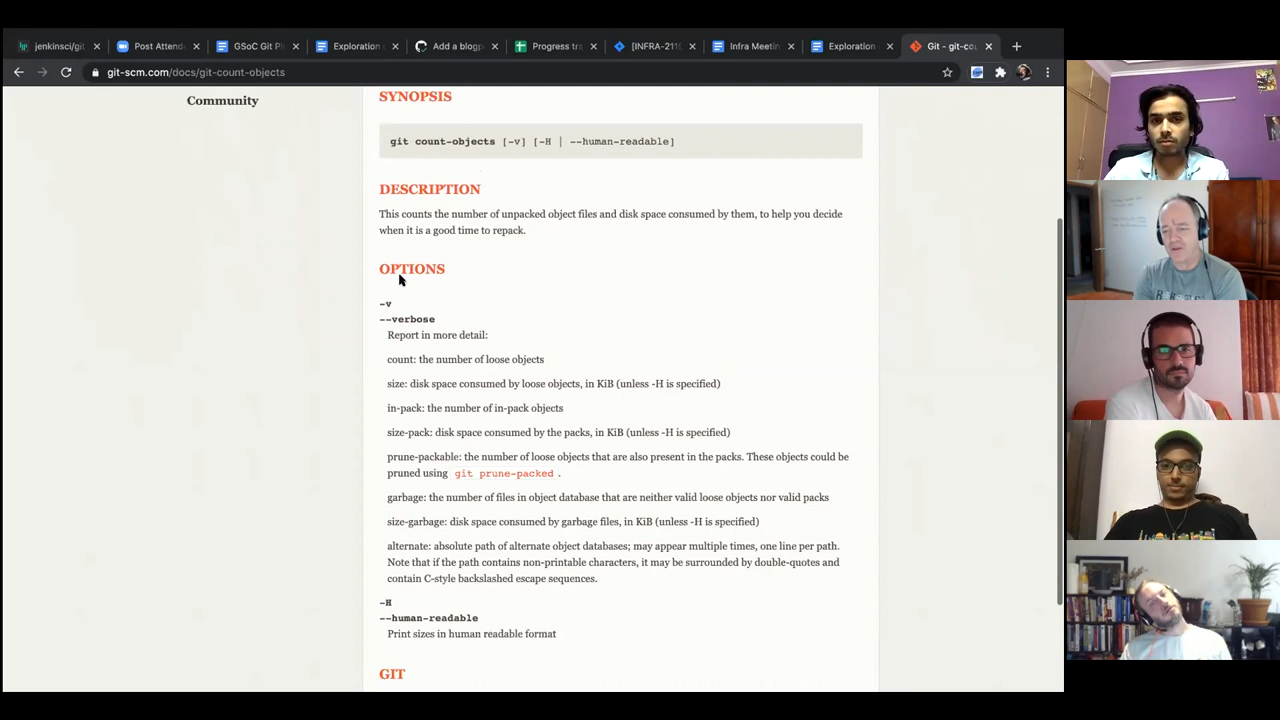 jenkinsci/git
Post Attende
GSoC Git Pl
Exploration
Add a blogp
Progress tra
[INFRA-211
Infra Meetin
Exploration
Git - git-cou
git-scm.com/docs/git-count-objects
Community
SYNOPSIS
git count-objects [-v] [-H | --human-readable]
DESCRIPTION
This counts the number of unpacked object files and disk space consumed by them, to help you decide
when it is a good time to repack.
OPTIONS
-v
--verbose
Report in more detail:
count: the number of loose objects
size: disk space consumed by loose objects, in KiB (unless -H is specified)
in-pack: the number of in-pack objects
size-pack: disk space consumed by the packs, in KiB (unless -H is specified)
prune-packable: the number of loose objects that are also present in the packs. These objects could be
pruned using git prune-packed .
garbage: the number of files in object database that are neither valid loose objects nor valid packs
size-garbage: disk space consumed by garbage files, in KiB (unless -H is specified)
alternate: absolute path of alternate object databases; may appear multiple times, one line per path.
Note that if the path contains non-printable characters, it may be surrounded by double-quotes and
contain C-style backslashed escape sequences.
-H
--human-readable
Print sizes in human readable format
GIT